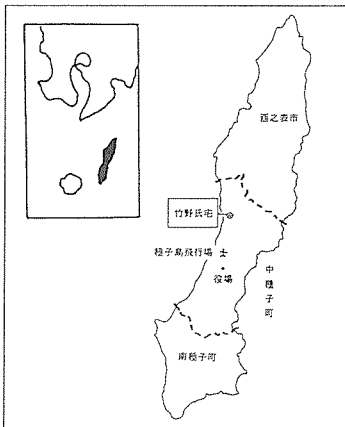 西之表市
竹野氏宅
種子島飛行場
役場
中種子町
南種子町